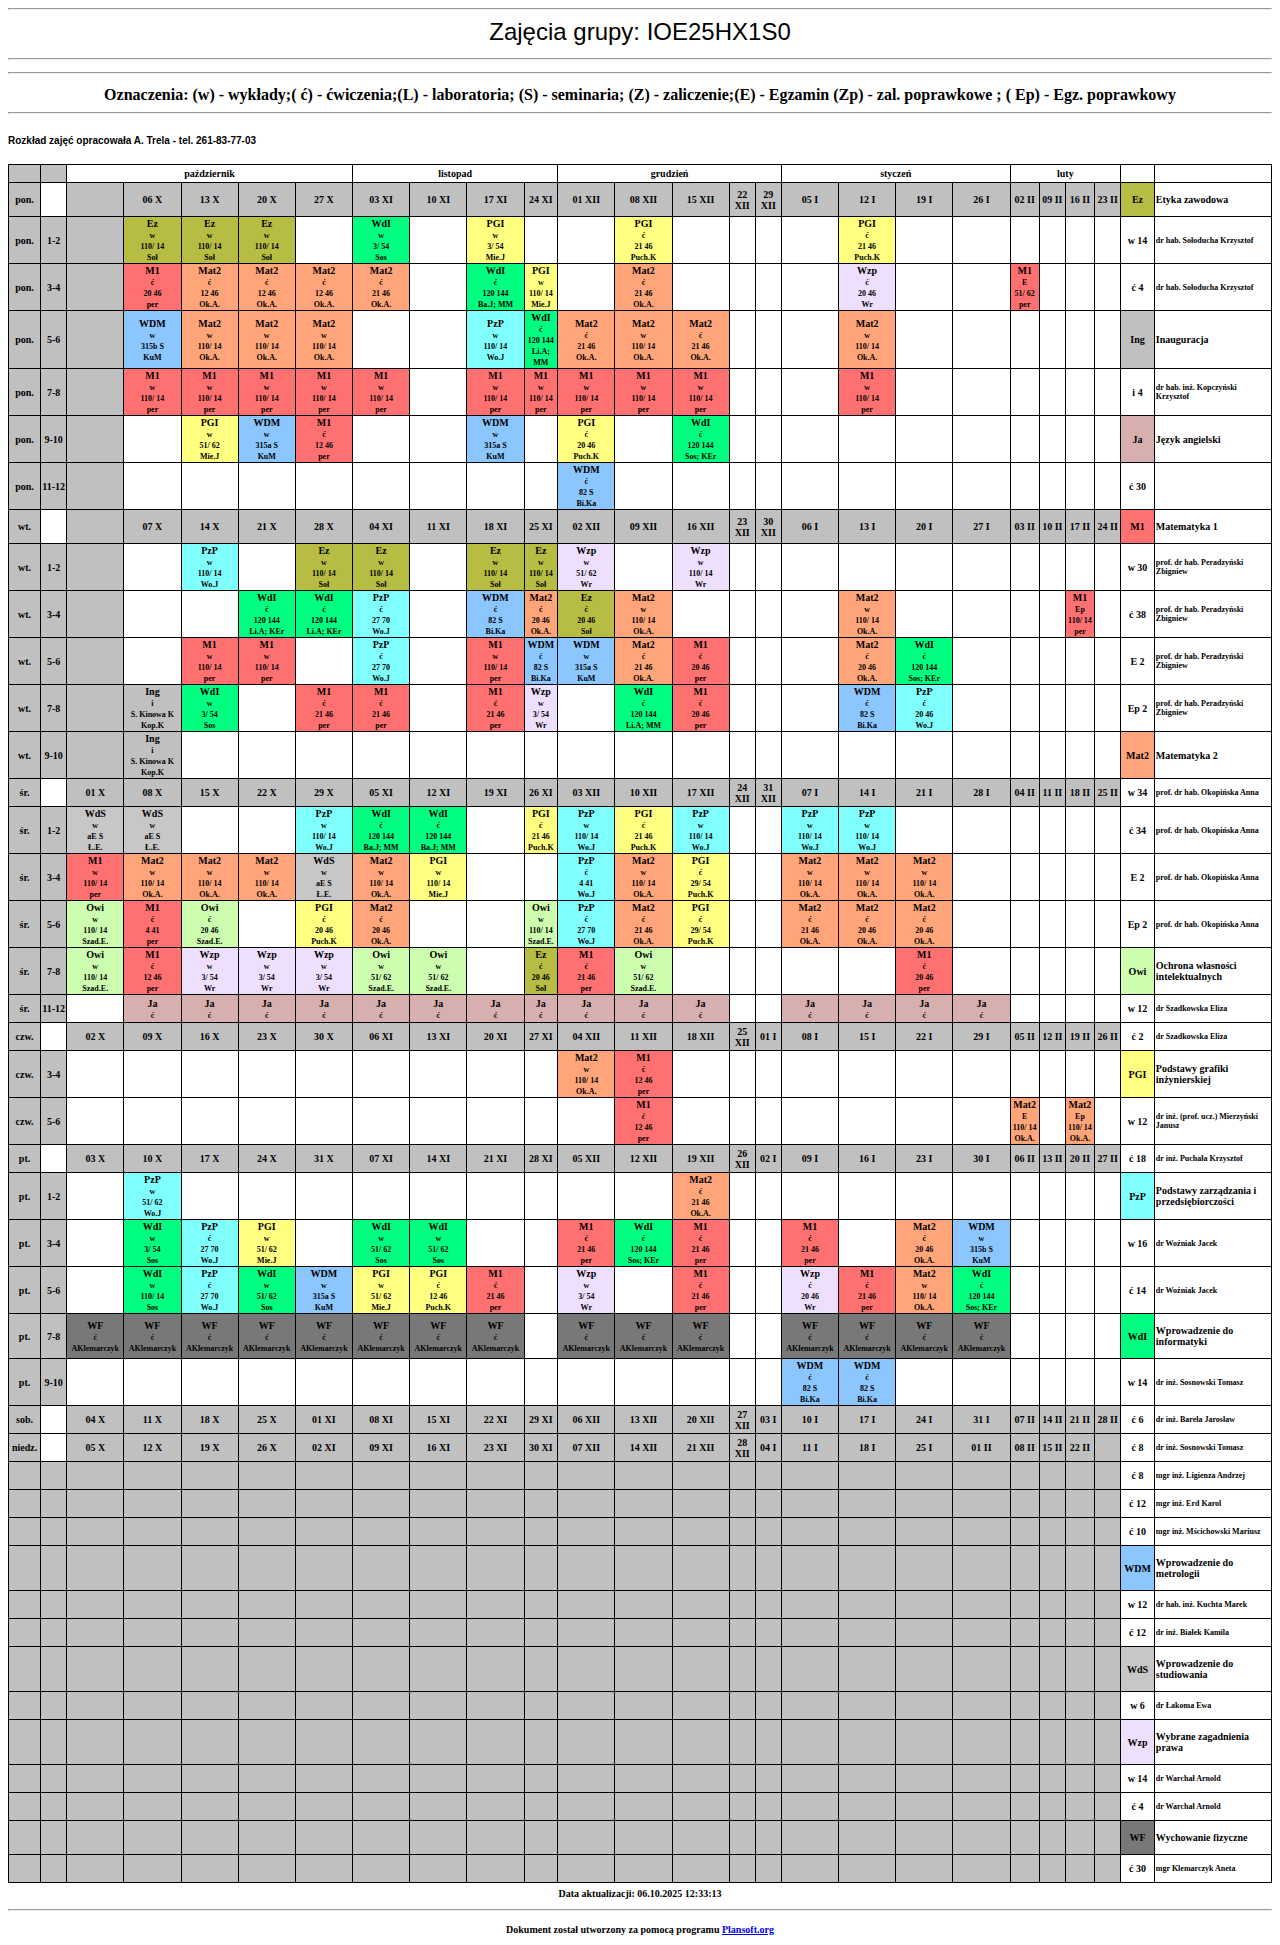 Zajęcia grupy: IOE25HX1S0
Oznaczenia: (w) - wykłady;( ć) - ćwiczenia;(L) - laboratoria; (S) - seminaria; (Z) - zaliczenie;(E) - Egzamin (Zp) - zal. poprawkowe ; ( Ep) - Egz. poprawkowy
Rozkład zajęć opracowała A. Trela - tel. 261-83-77-03
październik listopad grudzień styczeń luty
pon. 06 X 13 X 20 X 27 X 03 XI 10 XI 17 XI 24 XI 01 XII 08 XII 15 XII 22 XII 29 XII 05 I 12 I 19 I 26 I 02 II 09 II 16 II 23 II Ez Etyka zawodowa
Ez Ez Ez WdI PGI PGI PGI
pon. 1-2 w w w w w ć ć w 14 dr hab. Sołoducha Krzysztof
110/ 14 110/ 14 110/ 14 3/ 54 3/ 54 21 46 21 46
Soł Soł Soł Sos Mie.J Puch.K Puch.K
M1 Mat2 Mat2 Mat2 Mat2 WdI PGI Mat2 Wzp M1
pon. 3-4 ć ć ć ć ć ć w ć ć E ć 4 dr hab. Sołoducha Krzysztof
20 46 12 46 12 46 12 46 21 46 120 144 110/ 14 21 46 20 46 51/ 62
per Ok.A. Ok.A. Ok.A. Ok.A. Ba.J; MM Mie.J Ok.A. Wr per
WDM Mat2 Mat2 Mat2 PzP WdI Mat2 Mat2 Mat2 Mat2
pon. 5-6 w w w w w ć ć w ć w Ing Inauguracja
315b S 110/ 14 110/ 14 110/ 14 110/ 14 120 144 21 46 110/ 14 21 46 110/ 14
KuM Ok.A. Ok.A. Ok.A. Wo.J Li.A; MM Ok.A. Ok.A. Ok.A. Ok.A.
M1 M1 M1 M1 M1 M1 M1 M1 M1 M1 M1
pon. 7-8 w w w w w w w w w w w i 4 dr hab. inż. Kopczyński Krzysztof
110/ 14 110/ 14 110/ 14 110/ 14 110/ 14 110/ 14 110/ 14 110/ 14 110/ 14 110/ 14 110/ 14
per per per per per per per per per per per
PGI WDM M1 WDM PGI WdI
pon. 9-10 w w ć w ć ć Ja Język angielski
51/ 62 315a S 12 46 315a S 20 46 120 144
Mie.J KuM per KuM Puch.K Sos; KEr
WDM
pon. 11-12 ć ć 30
82 S
Bi.Ka
wt. 07 X 14 X 21 X 28 X 04 XI 11 XI 18 XI 25 XI 02 XII 09 XII 16 XII 23 XII 30 XII 06 I 13 I 20 I 27 I 03 II 10 II 17 II 24 II M1 Matematyka 1
PzP Ez Ez Ez Ez Wzp Wzp
wt. 1-2 w w w w w w w w 30 prof. dr hab. Peradzyński Zbigniew
110/ 14 110/ 14 110/ 14 110/ 14 110/ 14 51/ 62 110/ 14
Wo.J Soł Soł Soł Soł Wr Wr
WdI WdI PzP WDM Mat2 Ez Mat2 Mat2 M1
wt. 3-4 ć ć ć ć ć ć w w Ep ć 38 prof. dr hab. Peradzyński Zbigniew
120 144 120 144 27 70 82 S 20 46 20 46 110/ 14 110/ 14 110/ 14
Li.A; KEr Li.A; KEr Wo.J Bi.Ka Ok.A. Soł Ok.A. Ok.A. per
M1 M1 PzP M1 WDM WDM Mat2 M1 Mat2 WdI
wt. 5-6 w w ć w ć w ć ć ć ć E 2 prof. dr hab. Peradzyński Zbigniew
110/ 14 110/ 14 27 70 110/ 14 82 S 315a S 21 46 20 46 20 46 120 144
per per Wo.J per Bi.Ka KuM Ok.A. per Ok.A. Sos; KEr
Ing WdI M1 M1 M1 Wzp WdI M1 WDM PzP
wt. 7-8 i w ć ć ć w ć ć ć ć Ep 2 prof. dr hab. Peradzyński Zbigniew
S. Kinowa K 3/ 54 21 46 21 46 21 46 3/ 54 120 144 20 46 82 S 20 46
Kop.K Sos per per per Wr Li.A; MM per Bi.Ka Wo.J
Ing
wt. 9-10 i Mat2 Matematyka 2
S. Kinowa K
Kop.K
śr. 01 X 08 X 15 X 22 X 29 X 05 XI 12 XI 19 XI 26 XI 03 XII 10 XII 17 XII 24 XII 31 XII 07 I 14 I 21 I 28 I 04 II 11 II 18 II 25 II w 34 prof. dr hab. Okopińska Anna
WdS WdS PzP WdI WdI PGI PzP PGI PzP PzP PzP
śr. 1-2 w w w ć ć ć w ć w w w ć 34 prof. dr hab. Okopińska Anna
aE S aE S 110/ 14 120 144 120 144 21 46 110/ 14 21 46 110/ 14 110/ 14 110/ 14
Ł.E. Ł.E. Wo.J Ba.J; MM Ba.J; MM Puch.K Wo.J Puch.K Wo.J Wo.J Wo.J
M1 Mat2 Mat2 Mat2 WdS Mat2 PGI PzP Mat2 PGI Mat2 Mat2 Mat2
śr. 3-4 w w w w w w w ć w ć w w w E 2 prof. dr hab. Okopińska Anna
110/ 14 110/ 14 110/ 14 110/ 14 aE S 110/ 14 110/ 14 4 41 110/ 14 29/ 54 110/ 14 110/ 14 110/ 14
per Ok.A. Ok.A. Ok.A. Ł.E. Ok.A. Mie.J Wo.J Ok.A. Puch.K Ok.A. Ok.A. Ok.A.
Owi M1 Owi PGI Mat2 Owi PzP Mat2 PGI Mat2 Mat2 Mat2
śr. 5-6 w ć ć ć ć w ć ć ć ć ć ć Ep 2 prof. dr hab. Okopińska Anna
110/ 14 4 41 20 46 20 46 20 46 110/ 14 27 70 21 46 29/ 54 21 46 20 46 20 46
Szad.E. per Szad.E. Puch.K Ok.A. Szad.E. Wo.J Ok.A. Puch.K Ok.A. Ok.A. Ok.A.
Owi M1 Wzp Wzp Wzp Owi Owi Ez M1 Owi M1
śr. 7-8 w ć w w w w w ć ć w ć Owi Ochrona własności intelektualnych
110/ 14 12 46 3/ 54 3/ 54 3/ 54 51/ 62 51/ 62 20 46 21 46 51/ 62 20 46
Szad.E. per Wr Wr Wr Szad.E. Szad.E. Soł per Szad.E. per
śr. 11-12 Ja Ja Ja Ja Ja Ja Ja Ja Ja Ja Ja Ja Ja Ja Ja w 12 dr Szadkowska Eliza
ć ć ć ć ć ć ć ć ć ć ć ć ć ć ć
czw. 02 X 09 X 16 X 23 X 30 X 06 XI 13 XI 20 XI 27 XI 04 XII 11 XII 18 XII 25 XII 01 I 08 I 15 I 22 I 29 I 05 II 12 II 19 II 26 II ć 2 dr Szadkowska Eliza
Mat2 M1
czw. 3-4 w ć PGI Podstawy grafiki inżynierskiej
110/ 14 12 46
Ok.A. per
M1 Mat2 Mat2
czw. 5-6 ć E Ep w 12 dr inż. (prof. ucz.) Mierzyński Janusz
12 46 110/ 14 110/ 14
per Ok.A. Ok.A.
pt. 03 X 10 X 17 X 24 X 31 X 07 XI 14 XI 21 XI 28 XI 05 XII 12 XII 19 XII 26 XII 02 I 09 I 16 I 23 I 30 I 06 II 13 II 20 II 27 II ć 18 dr inż. Puchała Krzysztof
PzP Mat2
pt. 1-2 w ć PzP Podstawy zarządzania i przedsiębiorczości
51/ 62 21 46
Wo.J Ok.A.
WdI PzP PGI WdI WdI M1 WdI M1 M1 Mat2 WDM
pt. 3-4 w ć w w w ć ć ć ć ć w w 16 dr Woźniak Jacek
3/ 54 27 70 51/ 62 51/ 62 51/ 62 21 46 120 144 21 46 21 46 20 46 315b S
Sos Wo.J Mie.J Sos Sos per Sos; KEr per per Ok.A. KuM
WdI PzP WdI WDM PGI PGI M1 Wzp M1 Wzp M1 Mat2 WdI
pt. 5-6 w ć w w w ć ć w ć ć ć w ć ć 14 dr Woźniak Jacek
110/ 14 27 70 51/ 62 315a S 51/ 62 12 46 21 46 3/ 54 21 46 20 46 21 46 110/ 14 120 144
Sos Wo.J Sos KuM Mie.J Puch.K per Wr per Wr per Ok.A. Sos; KEr
WF WF WF WF WF WF WF WF WF WF WF WF WF WF WF
pt. 7-8 ć ć ć ć ć ć ć ć ć ć ć ć ć ć ć WdI Wprowadzenie do informatyki
AKlemarczyk AKlemarczyk AKlemarczyk AKlemarczyk AKlemarczyk AKlemarczyk AKlemarczyk AKlemarczyk AKlemarczyk AKlemarczyk AKlemarczyk AKlemarczyk AKlemarczyk AKlemarczyk AKlemarczyk
WDM WDM
pt. 9-10 ć ć w 14 dr inż. Sosnowski Tomasz
82 S 82 S
Bi.Ka Bi.Ka
sob. 04 X 11 X 18 X 25 X 01 XI 08 XI 15 XI 22 XI 29 XI 06 XII 13 XII 20 XII 27 XII 03 I 10 I 17 I 24 I 31 I 07 II 14 II 21 II 28 II ć 6 dr inż. Bareła Jarosław
niedz. 05 X 12 X 19 X 26 X 02 XI 09 XI 16 XI 23 XI 30 XI 07 XII 14 XII 21 XII 28 XII 04 I 11 I 18 I 25 I 01 II 08 II 15 II 22 II ć 8 dr inż. Sosnowski Tomasz
ć 8 mgr inż. Ligienza Andrzej
ć 12 mgr inż. Erd Karol
ć 10 mgr inż. Mścichowski Mariusz
WDM Wprowadzenie do metrologii
w 12 dr hab. inż. Kuchta Marek
ć 12 dr inż. Białek Kamila
WdS Wprowadzenie do studiowania
w 6 dr Łakoma Ewa
Wzp Wybrane zagadnienia prawa
w 14 dr Warchał Arnold
ć 4 dr Warchał Arnold
WF Wychowanie fizyczne
ć 30 mgr Klemarczyk Aneta
Data aktualizacji: 06.10.2025 12:33:13
Dokument został utworzony za pomocą programu Plansoft.org